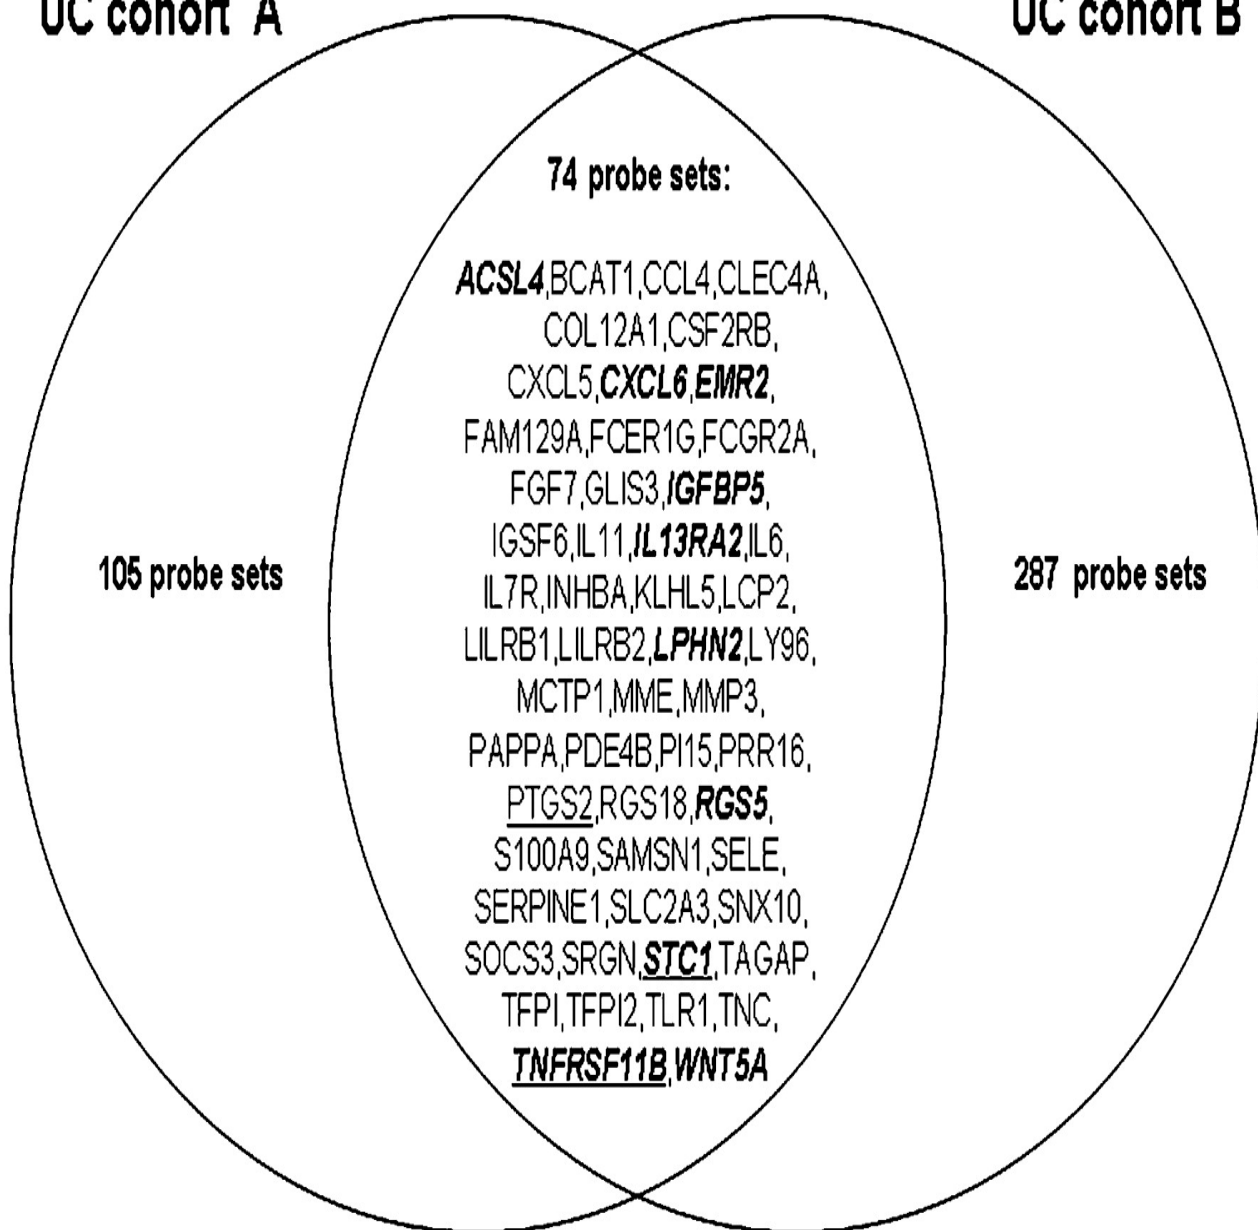 UC cohort A
UC cohort B
74 probe sets:
ACSL4,BCAT1,CCL4,CLEC4A,
COL12A1,CSF2RB,
CXCL5,CXCL6,EMR2,
FAM129A,FCER1G,FCGR2A,
FGF7,GLIS3,IGFBP5,
IGSF6,IL11,IL13RA2,IL6,
105 probe sets
287 probe sets
IL7R,INHBA,KLHL5,LCP2,
LILRB1,LILRB2,LPHN2,LY96,
MCTP1,MME,MMP3,
PAPPA,PDE4B,PI15,PRR16,
PTGS2,RGS18,RGS5,
S100A9,SAMSN1,SELE,
SERPINE1,SLC2A3,SNX10,
SOCS3,SRGN,STC1,TAGAP,
TFPI,TFPI2,TLR1,TNC,
TNFRSF11B,WNT5A